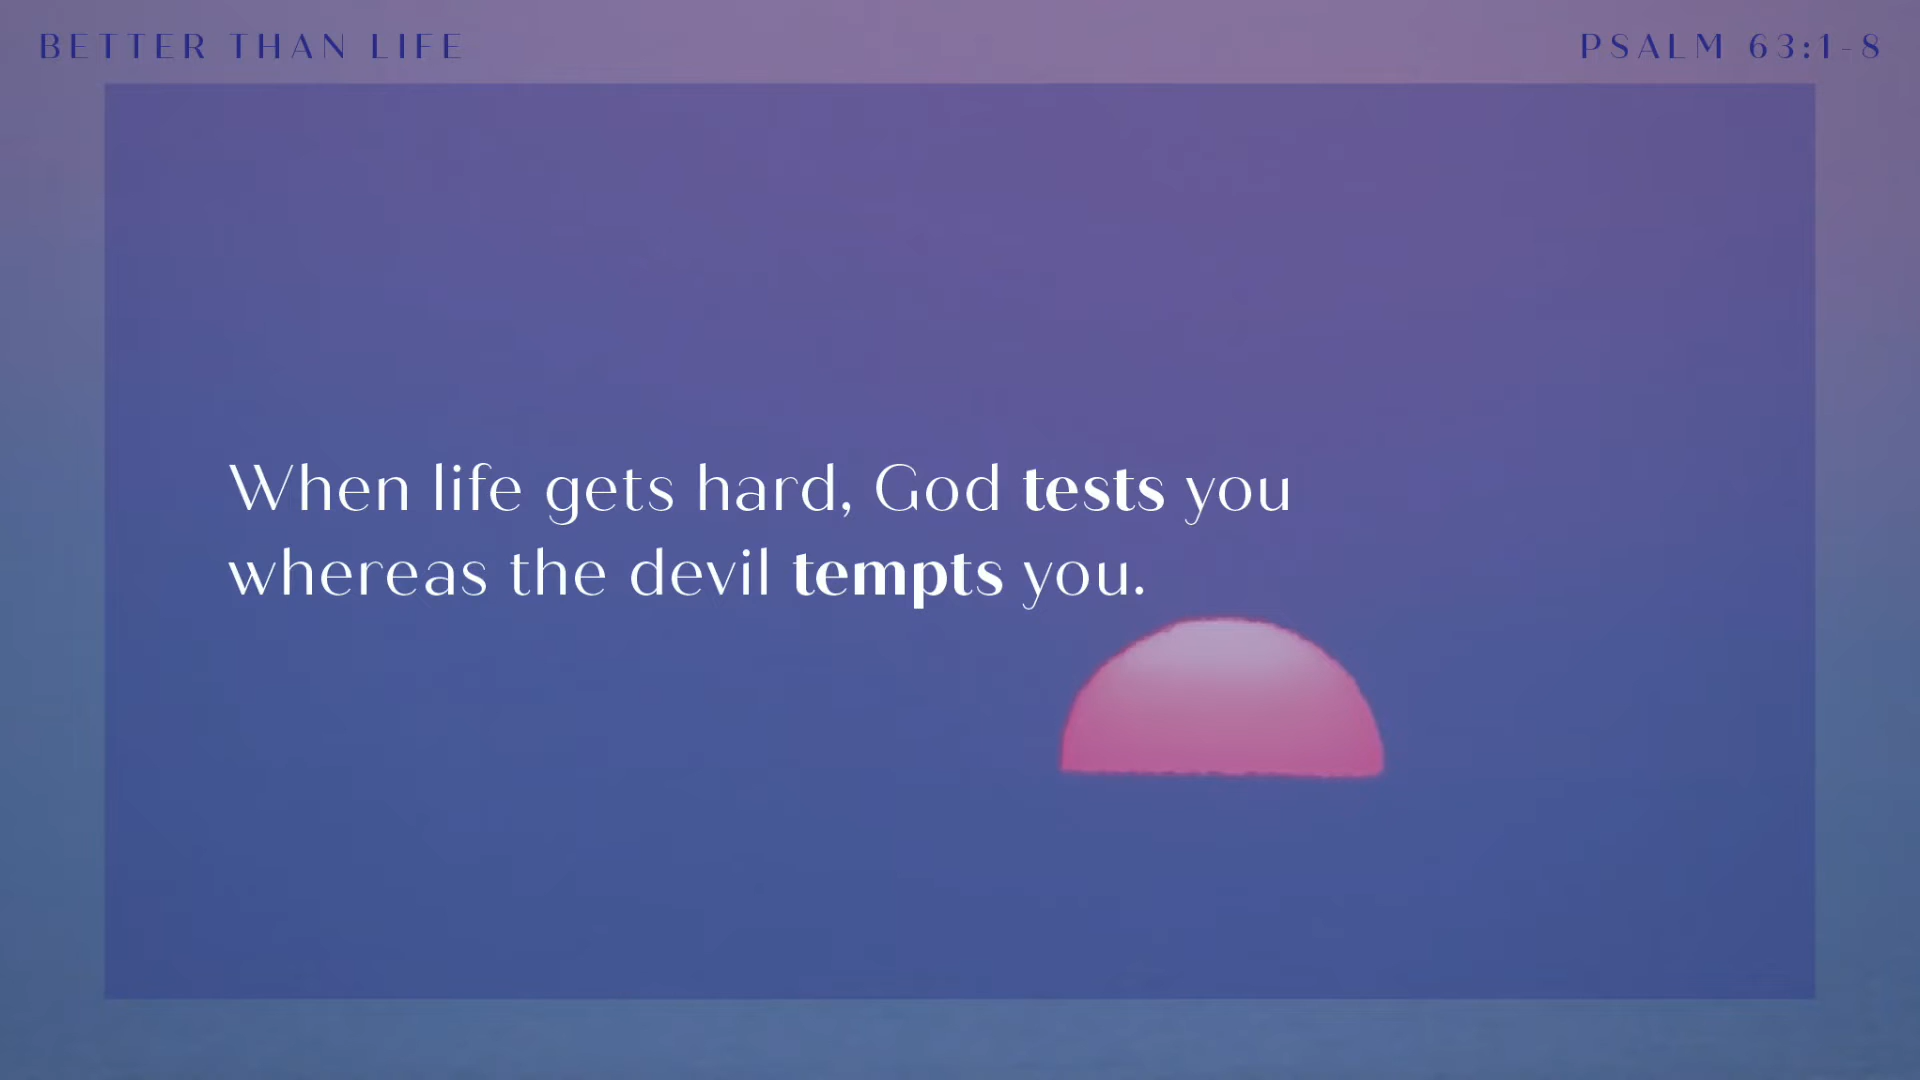 BETTER THAN LIFE
PSALM 63:1-8
When life gets hard, God tests you
whereas the devil tempts you.